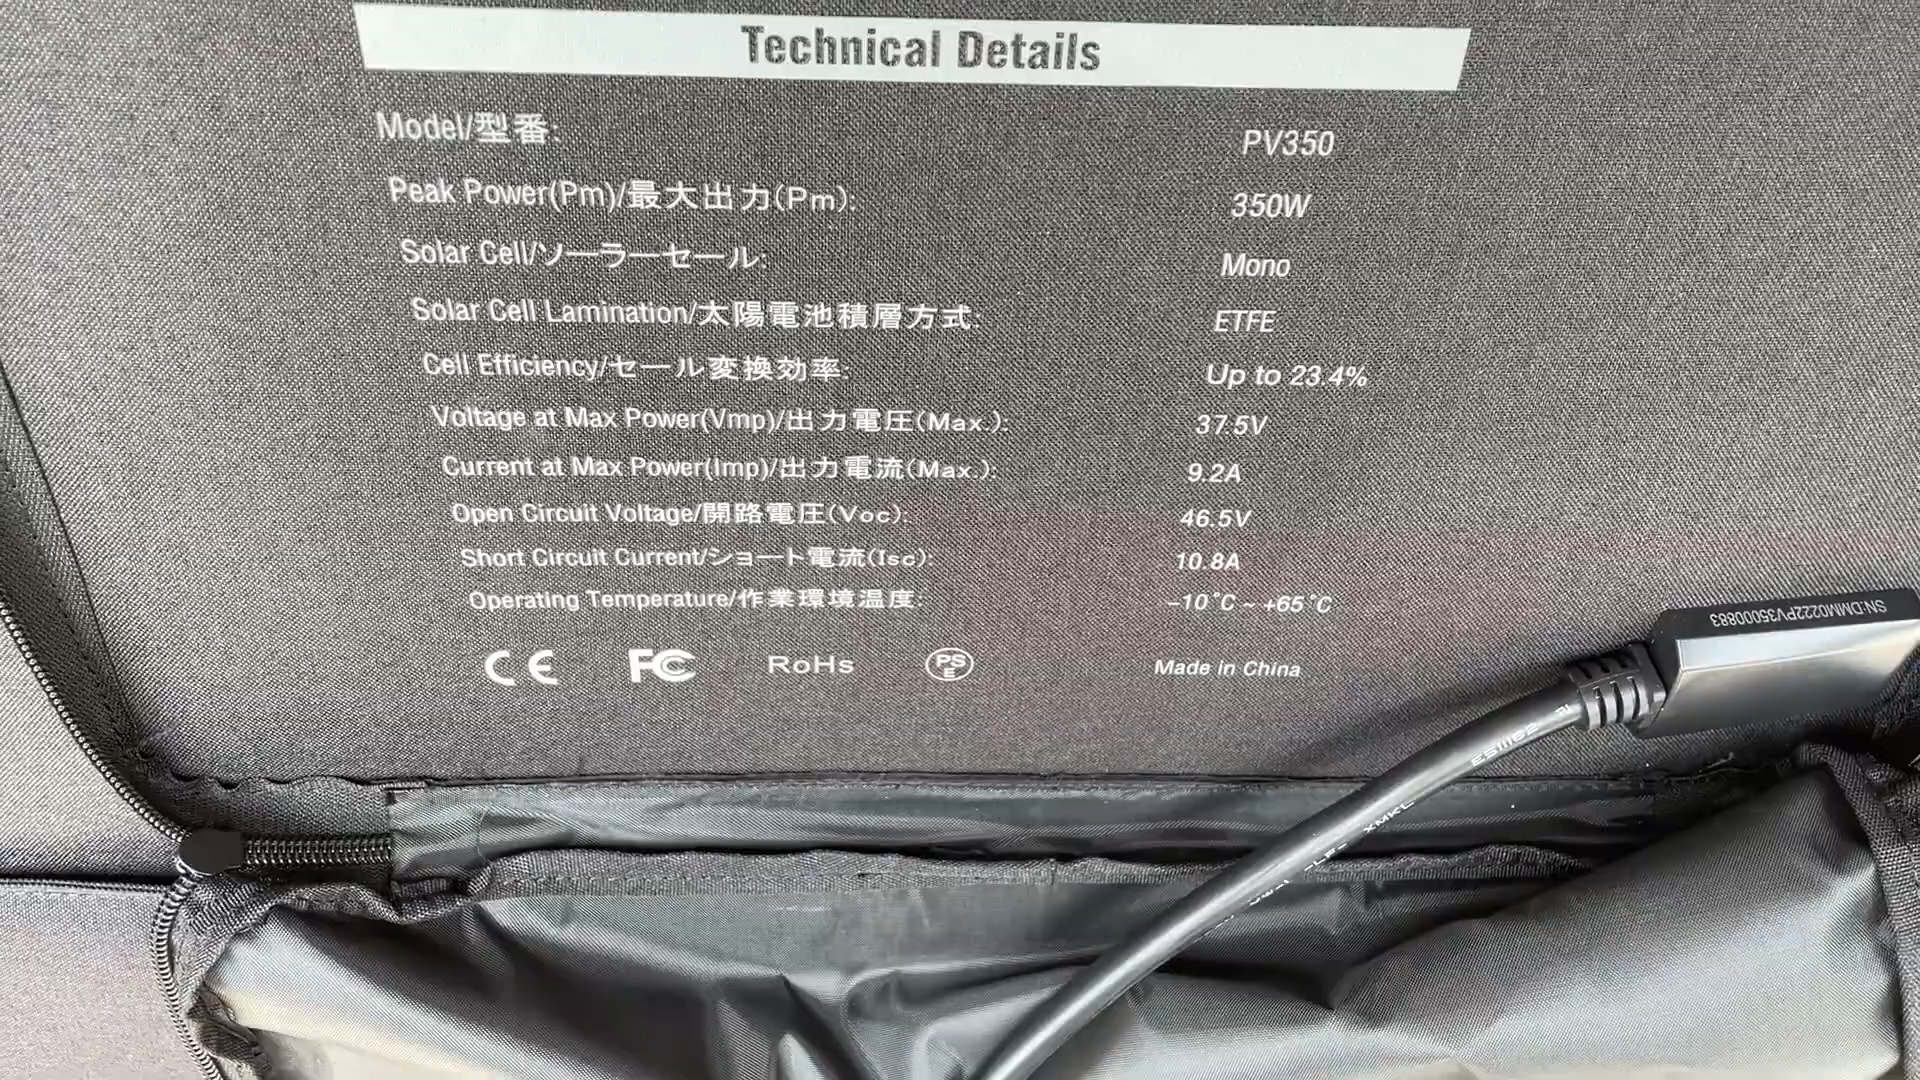 Technical Details
Model/型番: PV350
Peak Power(Pm)/最大出力(Pm): 350W
Solar Cell/ソーラーセール: Mono
Solar Cell Lamination/太陽電池積層方式: ETFE
Cell Efficiency/セール変換効率: Up to 23.4%
Voltage at Max Power(Vmp)/出力電圧(Max.): 37.5V
Current at Max Power(Imp)/出力電流(Max.): 9.2A
Open Circuit Voltage/開路電圧(Voc): 46.5V
Short Circuit Current/ショート電流(Isc): 10.8A
Operating Temperature/作業環境温度: -10°C ~ +65°C
CE FC RoHs PSE Made in China
SN:DMM0222PV35000883
E511162
XMKL